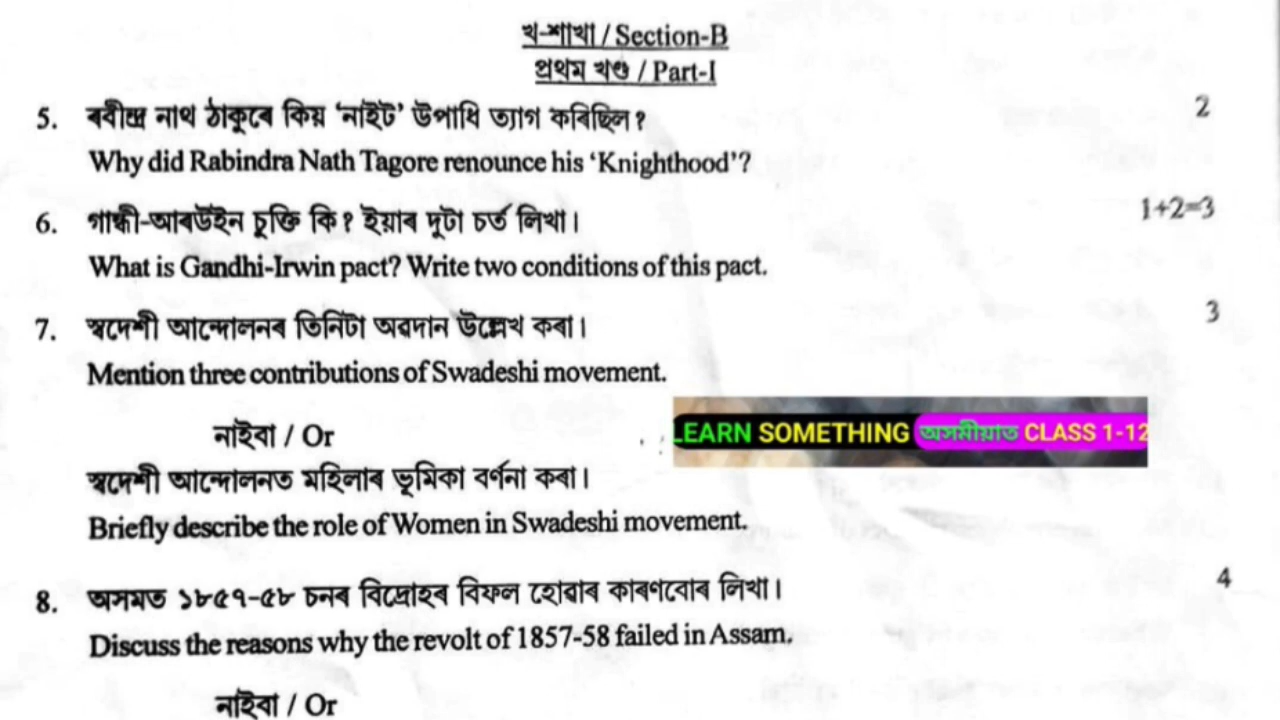 খ-শাখা / Section-B
প্ৰথম খণ্ড / Part-I
5. ৰবীন্দ্ৰ নাথ ঠাকুৰে কিয় ‘নাইট’ উপাধি ত্যাগ কৰিছিল? 2
Why did Rabindra Nath Tagore renounce his ‘Knighthood’?
6. গান্ধী-আৰউইন চুক্তি কি? ইয়াৰ দুটা চৰ্ত লিখা। 1+2=3
What is Gandhi-Irwin pact? Write two conditions of this pact.
7. স্বদেশী আন্দোলনৰ তিনিটা অৱদান উল্লেখ কৰা। 3
Mention three contributions of Swadeshi movement.
নাইবা / Or
LEARN SOMETHING অসমীয়াত CLASS 1-12
স্বদেশী আন্দোলনত মহিলাৰ ভূমিকা বৰ্ণনা কৰা।
Briefly describe the role of Women in Swadeshi movement.
8. অসমত ১৮৫৭-৫৮ চনৰ বিদ্ৰোহৰ বিফল হোৱাৰ কাৰণবোৰ লিখা। 4
Discuss the reasons why the revolt of 1857-58 failed in Assam.
নাইবা / Or